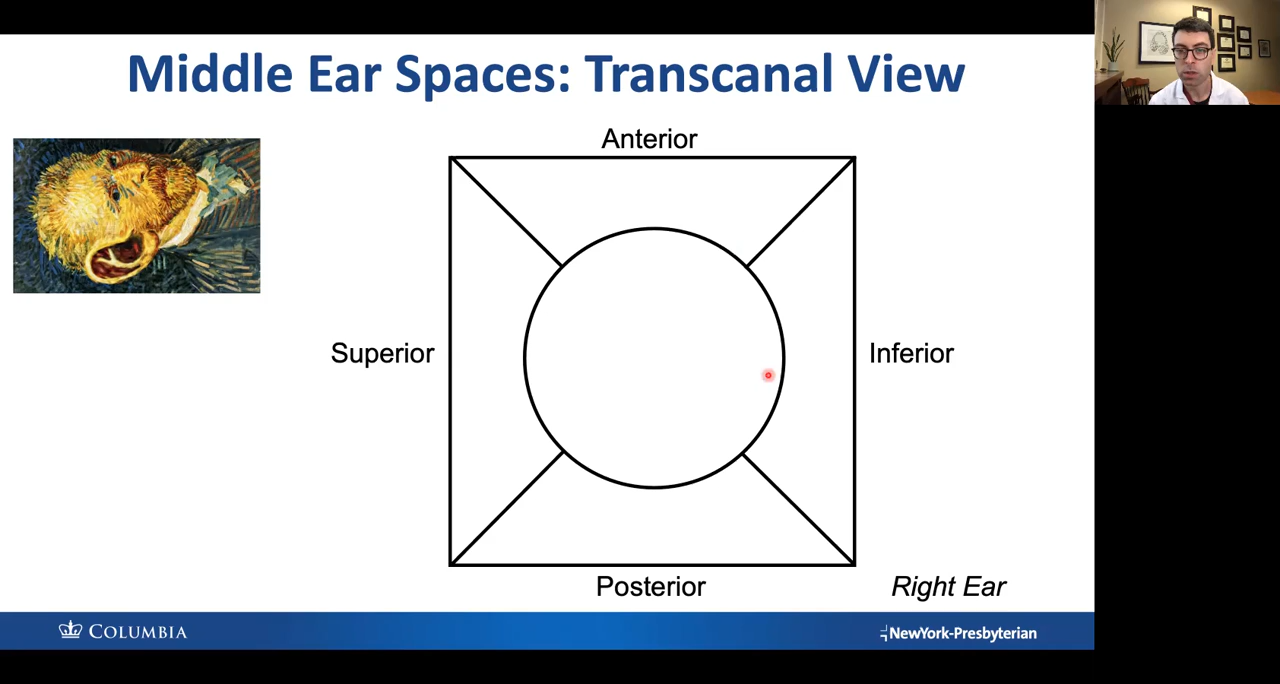 Middle Ear Spaces: Transcanal View
Anterior
Superior
Inferior
Posterior
Right Ear
COLUMBIA
NewYork-Presbyterian